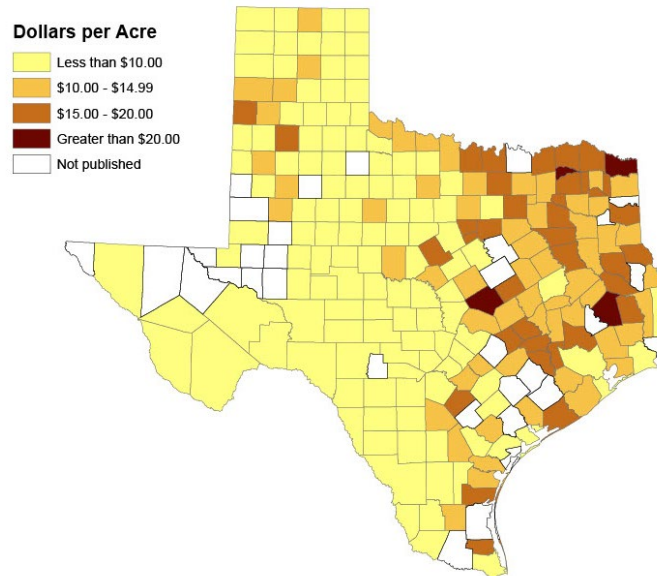 Dollars per Acre
Less than $10.00
$10.00 - $14.99
$15.00 - $20.00
Greater than $20.00
Not published